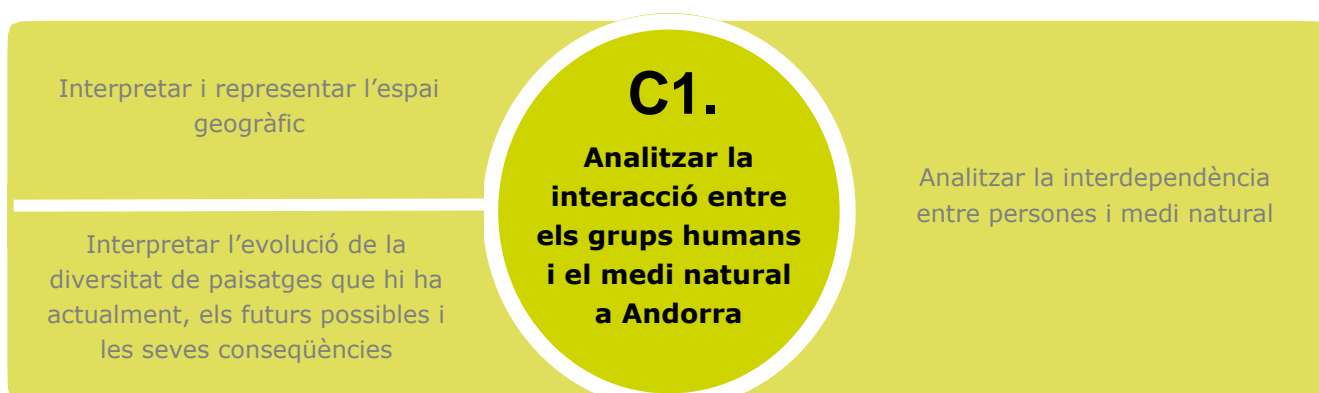 Interpretar i representar l’espai
geogràfic
Interpretar l’evolució de la
diversitat de paisatges que hi ha
actualment, els futurs possibles i
les seves conseqüències
C1.
Analitzar la
interacció entre
els grups humans
i el medi natural
a Andorra
Analitzar la interdependència
entre persones i medi natural